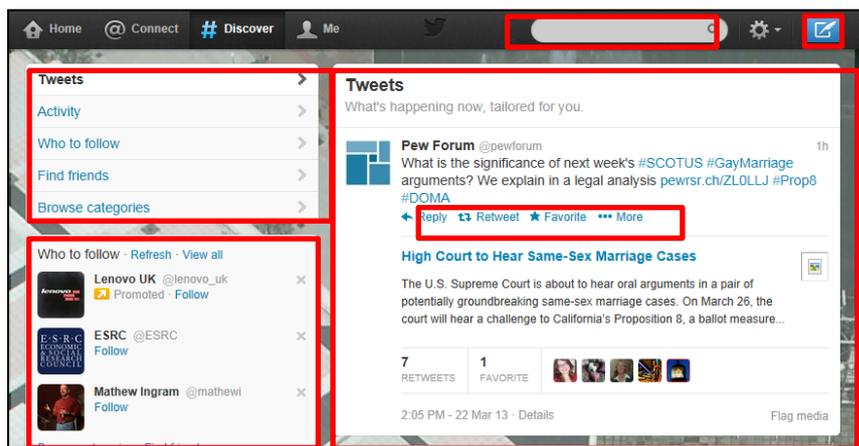 Home Connect Discover Me
Tweets
Activity
Who to follow
Find friends
Browse categories
Who to follow · Refresh · View all
Lenovo UK @lenovo_uk
Promoted · Follow
lenovo
E·S·R·C
ECONOMIC
& SOCIAL
RESEARCH
COUNCIL
ESRC @ESRC
Follow
Mathew Ingram @mathewi
Follow
Tweets
What's happening now, tailored for you.
Pew Forum @pewforum 1h
What is the significance of next week's #SCOTUS #GayMarriage
arguments? We explain in a legal analysis pewrsr.ch/ZL0LLJ #Prop8
#DOMA
Reply Retweet Favorite ••• More
High Court to Hear Same-Sex Marriage Cases
The U.S. Supreme Court is about to hear oral arguments in a pair of
potentially groundbreaking same-sex marriage cases. On March 26, the
court will hear a challenge to California's Proposition 8, a ballot measure...
7 1
RETWEETS FAVORITE
2:05 PM - 22 Mar 13 · Details Flag media